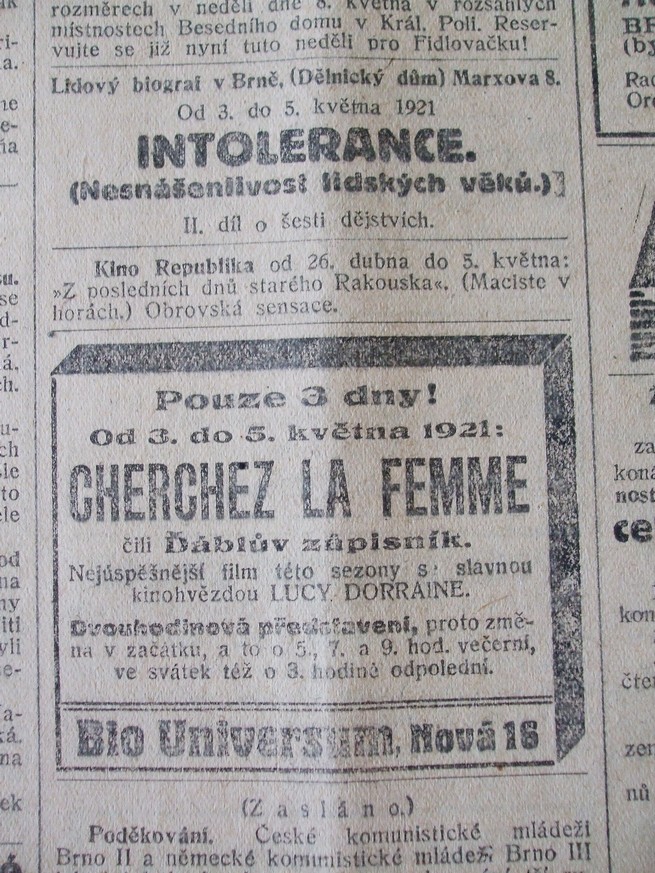 rozměrech v neděli dne 8. května v rozsáhlých
místnostech Besedního domu v Král. Poli. Reser-
vujte se již nyní tuto neděli pro Fidlovačku!
Lidový biograf v Brně, (Dělnický dům) Marxova 8.
Od 3. do 5. května 1921
INTOLERANCE.
(Nesnášenlivost lidských věků.)]
II. díl o šesti dějstvích.
Kino Republika od 26. dubna do 5. května:
»Z posledních dnů starého Rakouska«. (Maciste v
horách.) Obrovská sensace.
Pouze 3 dny!
Od 3. do 5. května 1921:
CHERCHEZ LA FEMME
čili Ďáblův zápisník.
Nejúspěšnější film této sezony s slavnou
kinohvězdou LUCY DORRAINE.
Dvouhodinová představení, proto změ-
na v začátku, a to o 5., 7. a 9. hod. večerní,
ve svátek též o 3. hodině odpolední.
Bio Universum, Nová 16
(Zasláno.)
Poděkování. České komunistické mládeži
Brno II a německé komunistické mládeži Brno III